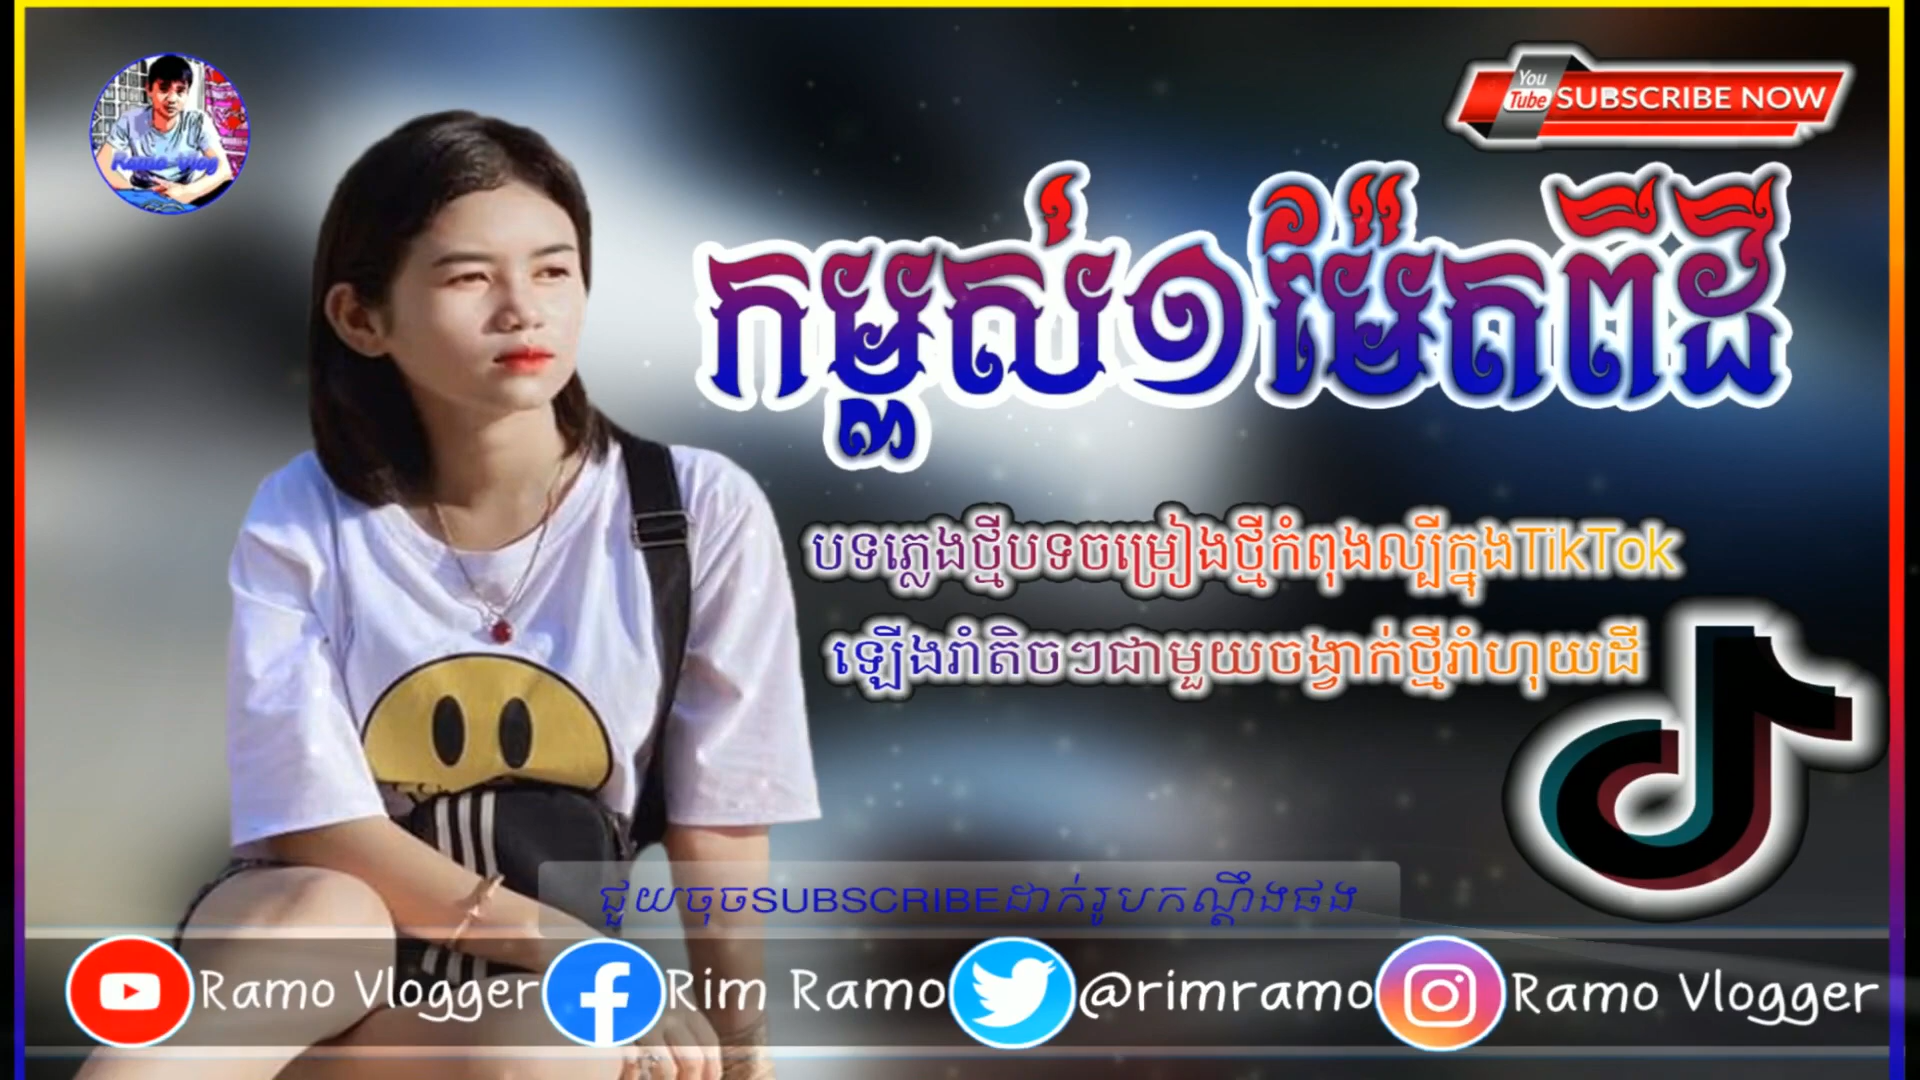 Ramo Vlog
You Tube SUBSCRIBE NOW
កម្ពស់១ម៉ែតពីដី
បទភ្លេងថ្មីបទចម្រៀងថ្មីកំពុងល្បីក្នុងTikTok
ឡើងរាំតិចៗជាមួយចង្វាក់ថ្មីរាំហុយដី
ជួយចុចSUBSCRIBEដាក់រូបកណ្ដឹងផង
Ramo Vlogger Rim Ramo @rimramo Ramo Vlogger